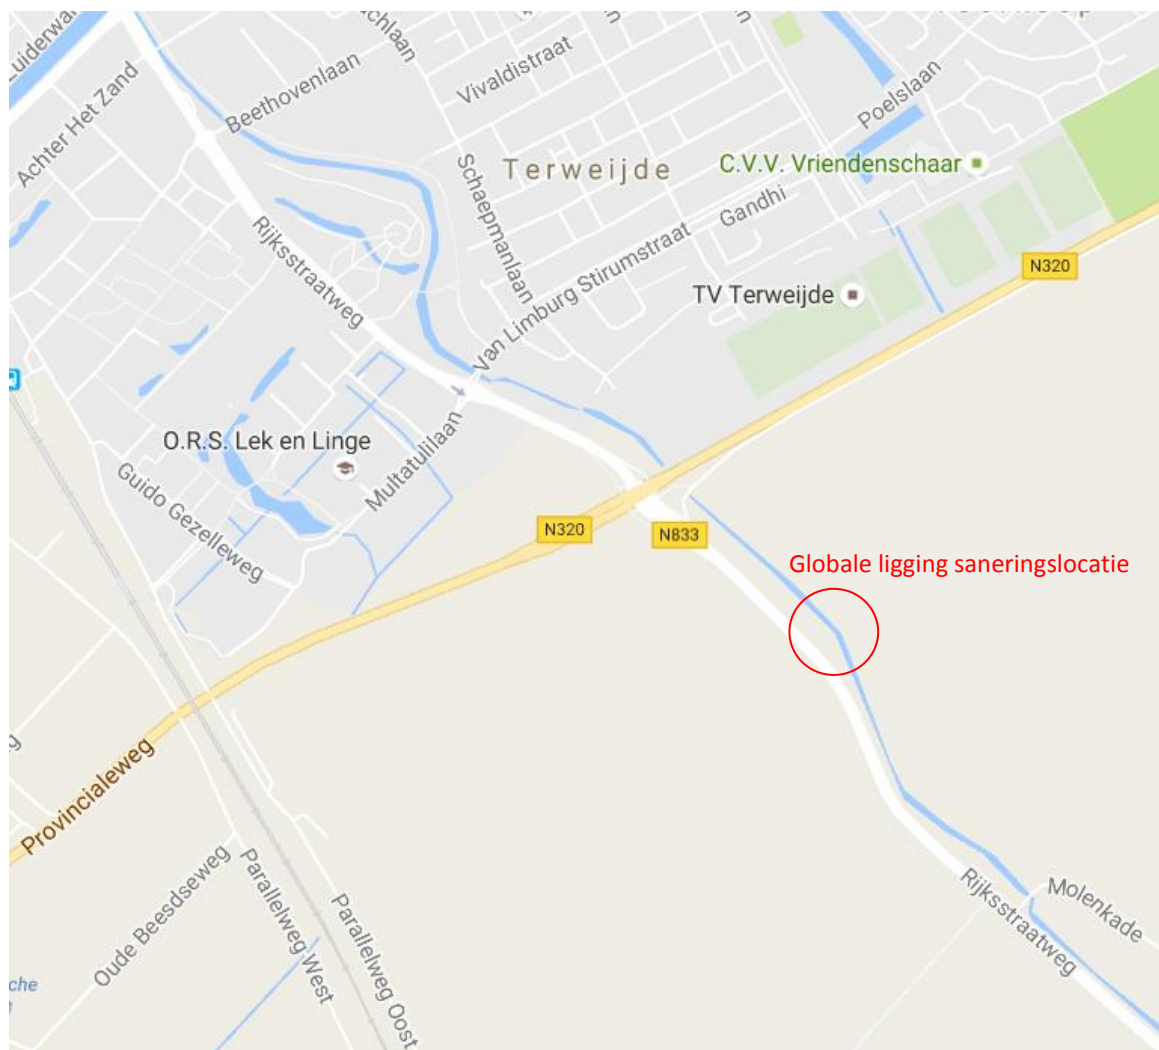 Achter Het Zand
Beethovenlaan
Vivaldistraat
Poelslaan
Terweijde
C.V.V. Vriendenschaar
Schaepmanlaan
Gandhi
Rijksstraatweg
Van Limburg Stirumstraat
N320
TV Terweijde
O.R.S. Lek en Linge
Multatulilaan
Guido Gezelleweg
N320
N833
Globale ligging saneringslocatie
Provincialeweg
Oude Beesdseweg
Parallelweg West
Parallelweg Oost
Rijksstraatweg
Molenkade